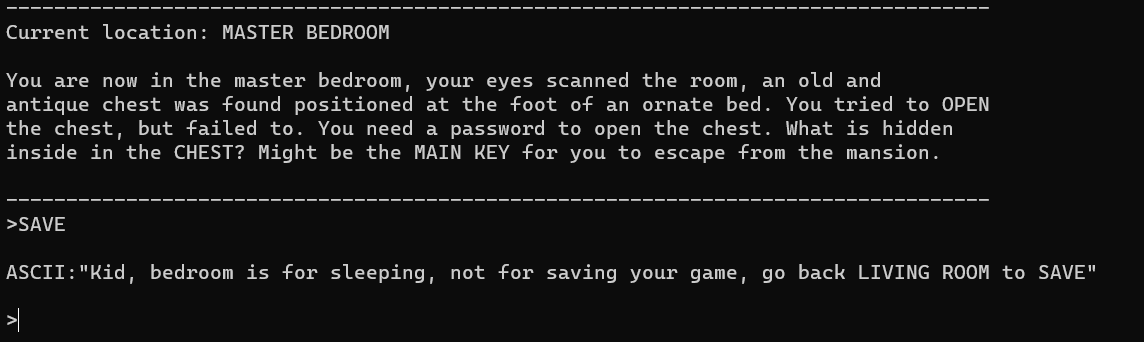 ----------------------------------------------------------------------------------
Current location: MASTER BEDROOM
You are now in the master bedroom, your eyes scanned the room, an old and
antique chest was found positioned at the foot of an ornate bed. You tried to OPEN
the chest, but failed to. You need a password to open the chest. What is hidden
inside in the CHEST? Might be the MAIN KEY for you to escape from the mansion.
----------------------------------------------------------------------------------
>SAVE
ASCII:"Kid, bedroom is for sleeping, not for saving your game, go back LIVING ROOM to SAVE"
>